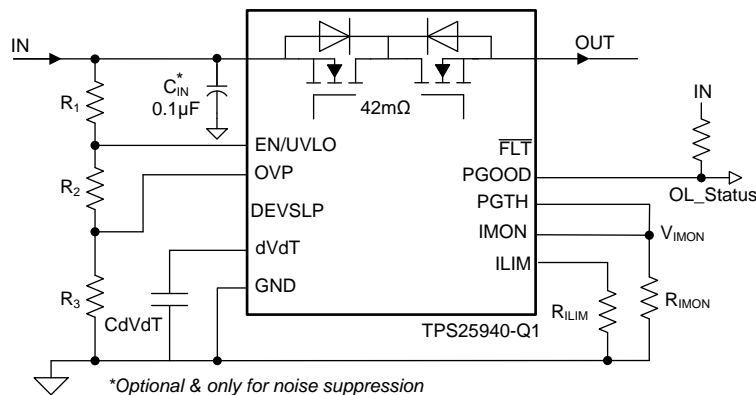 IN
OUT
C*IN
0.1µF
42mΩ
IN
R1
EN/UVLO
FLT
PGOOD
OL_Status
R2
OVP
PGTH
DEVSLP
IMON
VIMON
dVdT
ILIM
R3
GND
CdVdT
RILIM
RIMON
TPS25940-Q1
*Optional & only for noise suppression